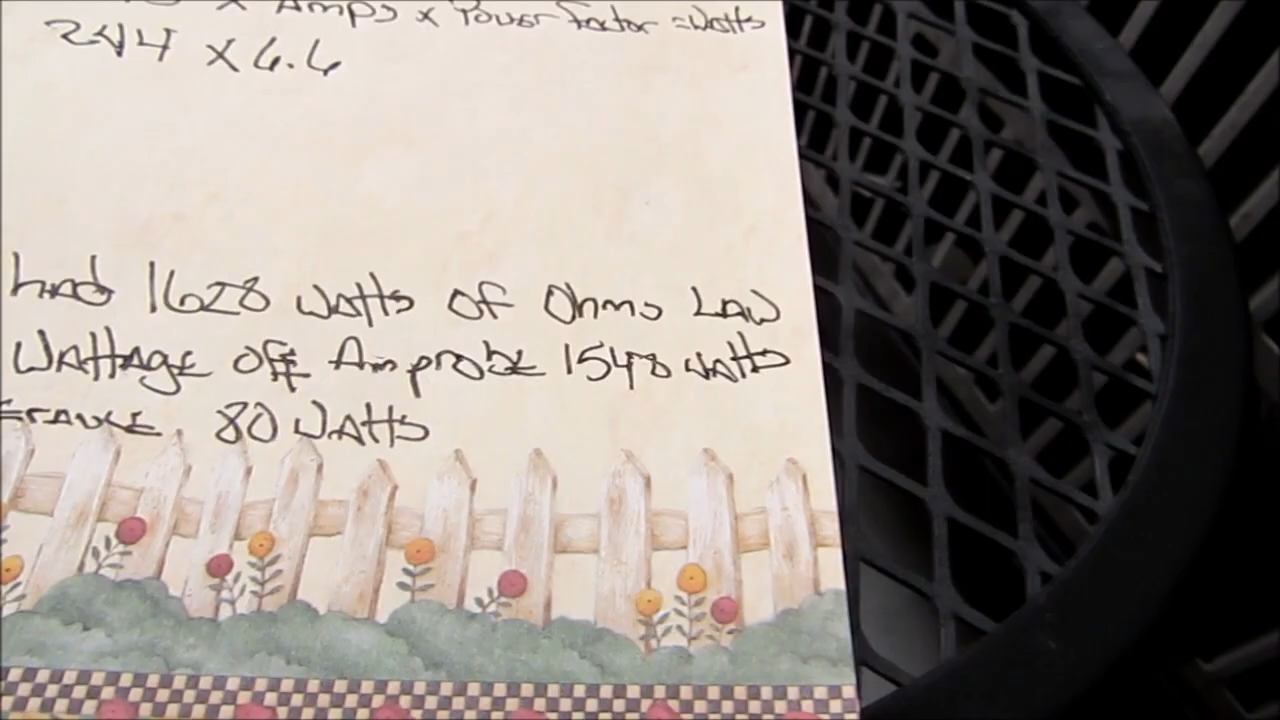 x Amps x Power factor = watts
244 x 6.6
had 1628 watts of Ohms Law
Wattage off Amprobe 1548 watts
80 watts